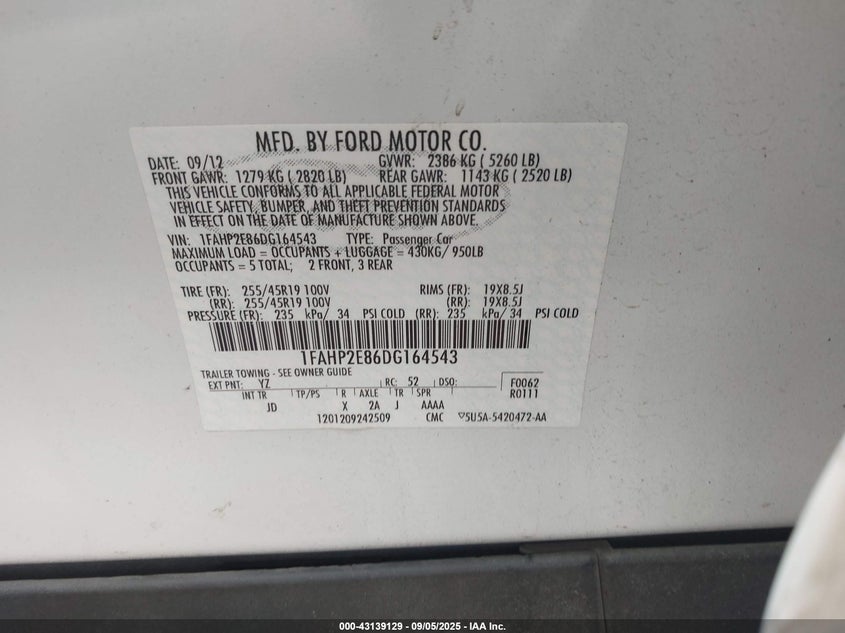 MFD. BY FORD MOTOR CO.
DATE: 09/12 GVWR: 2386 KG ( 5260 LB)
FRONT GAWR: 1279 KG ( 2820 LB) REAR GAWR: 1143 KG ( 2520 LB)
THIS VEHICLE CONFORMS TO ALL APPLICABLE FEDERAL MOTOR
VEHICLE SAFETY, BUMPER, AND THEFT PREVENTION STANDARDS
IN EFFECT ON THE DATE OF MANUFACTURE SHOWN ABOVE.
VIN: 1FAHP2E86DG164543 TYPE: Passenger Car
MAXIMUM LOAD = OCCUPANTS + LUGGAGE = 430KG/ 950LB
OCCUPANTS = 5 TOTAL; 2 FRONT, 3 REAR
TIRE (FR): 255/45R19 100V RIMS (FR): 19X8.5J
(RR): 255/45R19 100V (RR): 19X8.5J
PRESSURE (FR): 235 kPa/ 34 PSI COLD (RR): 235 kPa/ 34 PSI COLD
1FAHP2E86DG164543
TRAILER TOWING - SEE OWNER GUIDE
EXT PNT: YZ RC: 52 DSO: F0062
INT TR TP/PS R AXLE TR SPR R0111
JD X 2A J AAAA
1201209242509 CMC 5U5A-5420472-AA
000-43139129 - 09/05/2025 - IAA Inc.